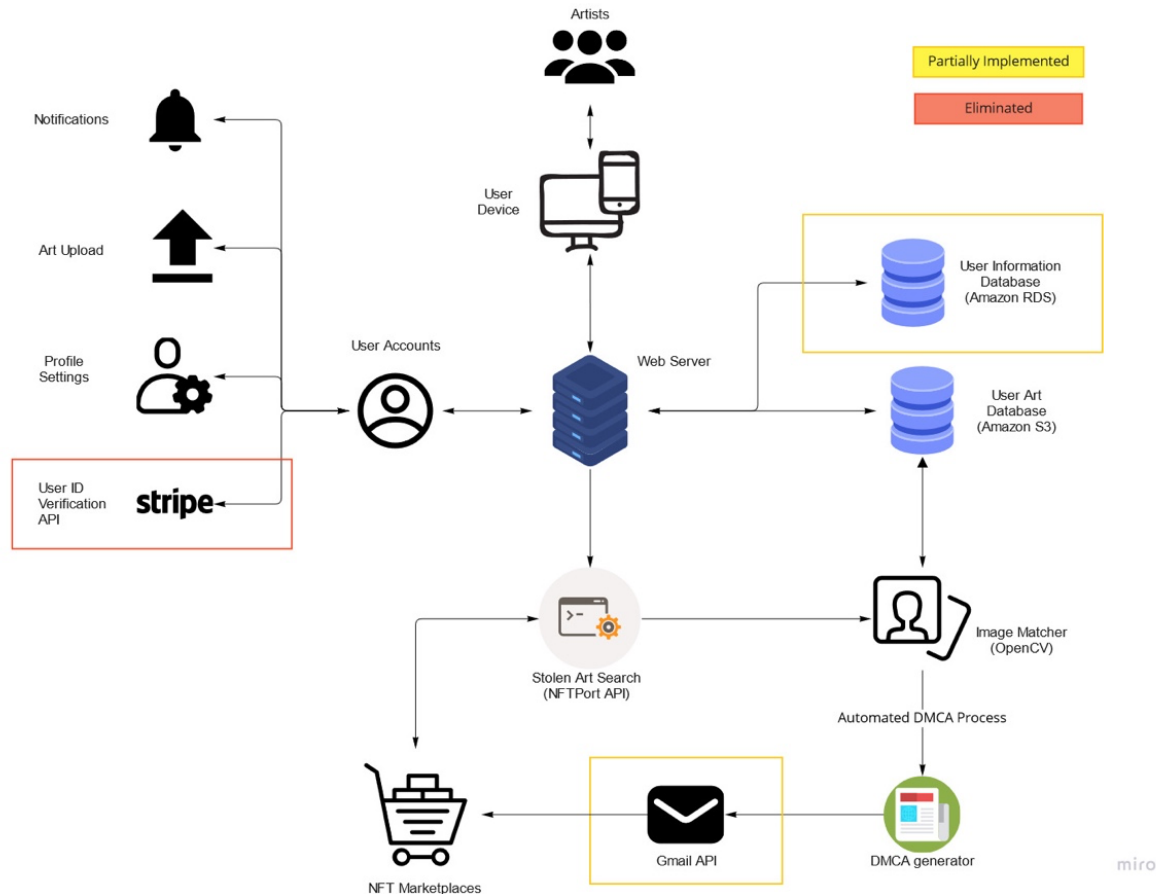 Artists
Partially Implemented
Eliminated
Notifications
User
Device
Art Upload
User Information
Database
(Amazon RDS)
Profile
Settings
User Accounts
Web Server
User Art
Database
(Amazon S3)
User ID
Verification
API
stripe
Stolen Art Search
(NFTPort API)
Image Matcher
(OpenCV)
Automated DMCA Process
Gmail API
DMCA generator
NFT Marketplaces
miro